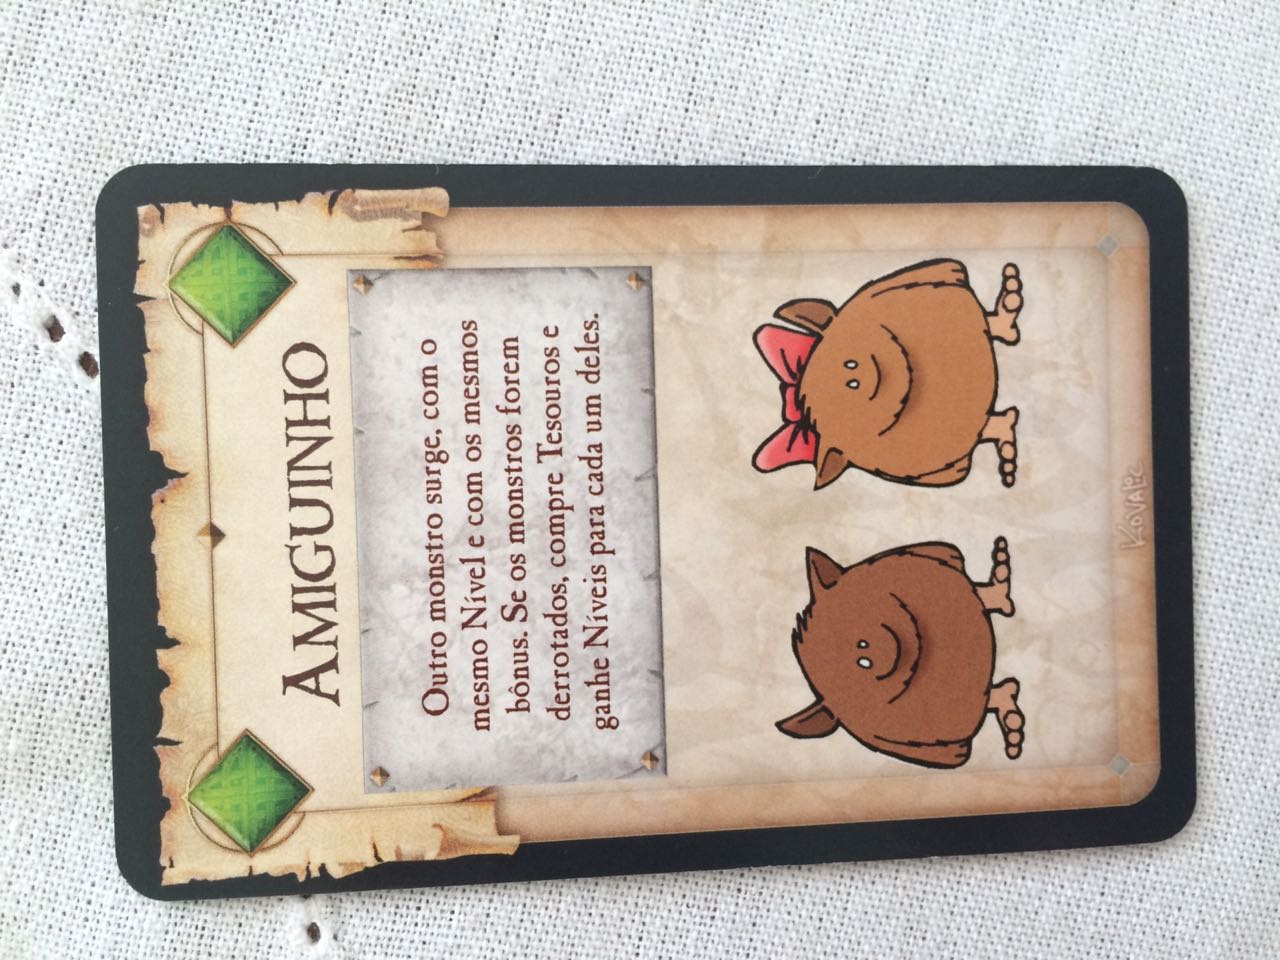 AMIGUINHO
Outro monstro surge, com o
mesmo Nível e com os mesmos
bônus. Se os monstros forem
derrotados, compre Tesouros e
ganhe Níveis para cada um deles.
KOVALIC